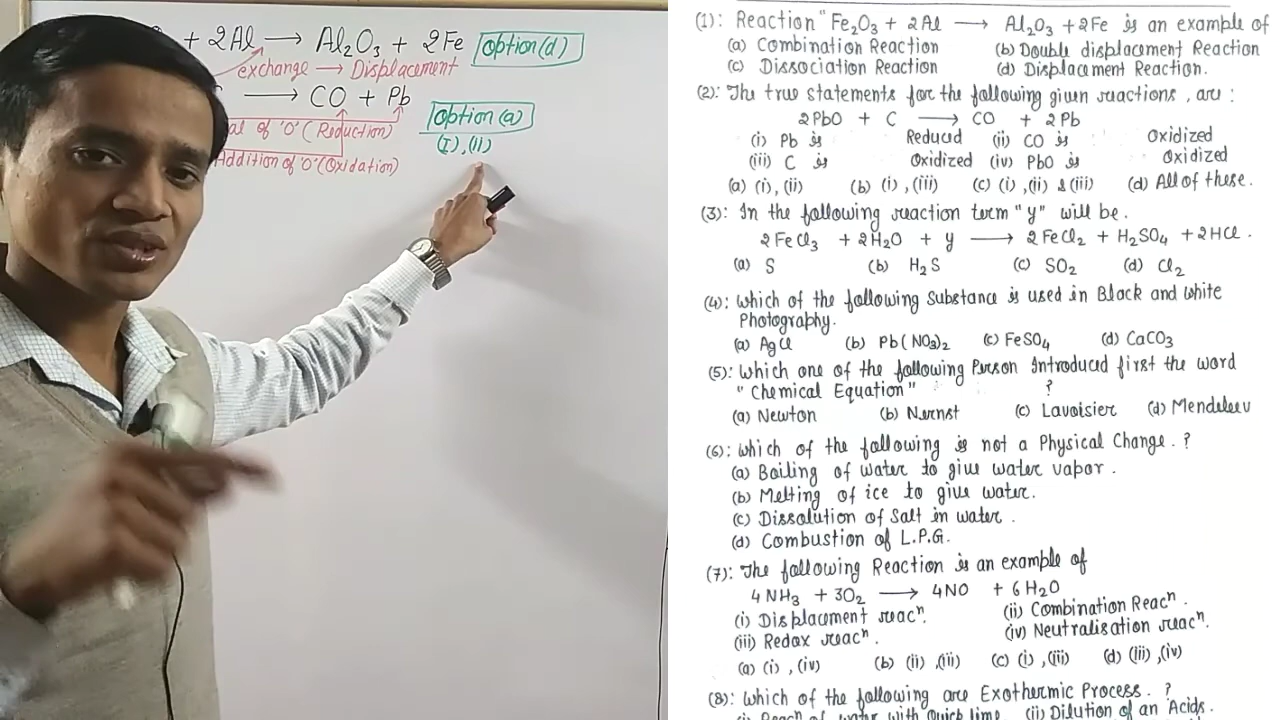 + 2Al → Al₂O₃ + 2Fe Option(d)
exchange → Displacement
→ CO + Pb
Option(a)
al of 'O' (Reduction)
(I),(II)
Addition of 'O' (Oxidation)
(1): Reaction " Fe₂O₃ + 2Al → Al₂O₃ + 2Fe is an example of
(a) Combination Reaction (b) Double displacement Reaction
(c) Dissociation Reaction (d) Displacement Reaction.
(2): The true statements for the following given reactions, are :
2PbO + C → CO + 2Pb
(i) Pb is Reduced (ii) CO is Oxidized
(iii) C is Oxidized (iv) PbO is Oxidized
(a) (i), (ii) (b) (i), (iii) (c) (i), (ii) & (iii) (d) All of these.
(3): In the following reaction term "y" will be.
2FeCl₃ + 2H₂O + y → 2FeCl₂ + H₂SO₄ + 2HCl .
(a) S (b) H₂S (c) SO₂ (d) Cl₂
(4): Which of the following Substance is used in Black and White
Photography.
(a) AgCl (b) Pb(NO₃)₂ (c) FeSO₄ (d) CaCO₃
(5): Which one of the following Person Introduced first the word
"Chemical Equation" ?
(a) Newton (b) Nernst (c) Lavoisier (d) Mendeleev
(6): Which of the following is not a Physical Change. ?
(a) Boiling of water to give water vapor.
(b) Melting of ice to give water.
(c) Dissolution of Salt in water.
(d) Combustion of L.P.G.
(7): The following Reaction is an example of
4NH₃ + 3O₂ → 4NO + 6H₂O
(i) Displacement reacⁿ. (ii) Combination Reacⁿ.
(iii) Redox reacⁿ. (iv) Neutralisation reacⁿ.
(a) (i), (iv) (b) (ii), (iii) (c) (i), (iii) (d) (iii), (iv)
(8): Which of the following are Exothermic Process. ?
(i) Reacⁿ of water with Quick lime (ii) Dilution of an Acids.